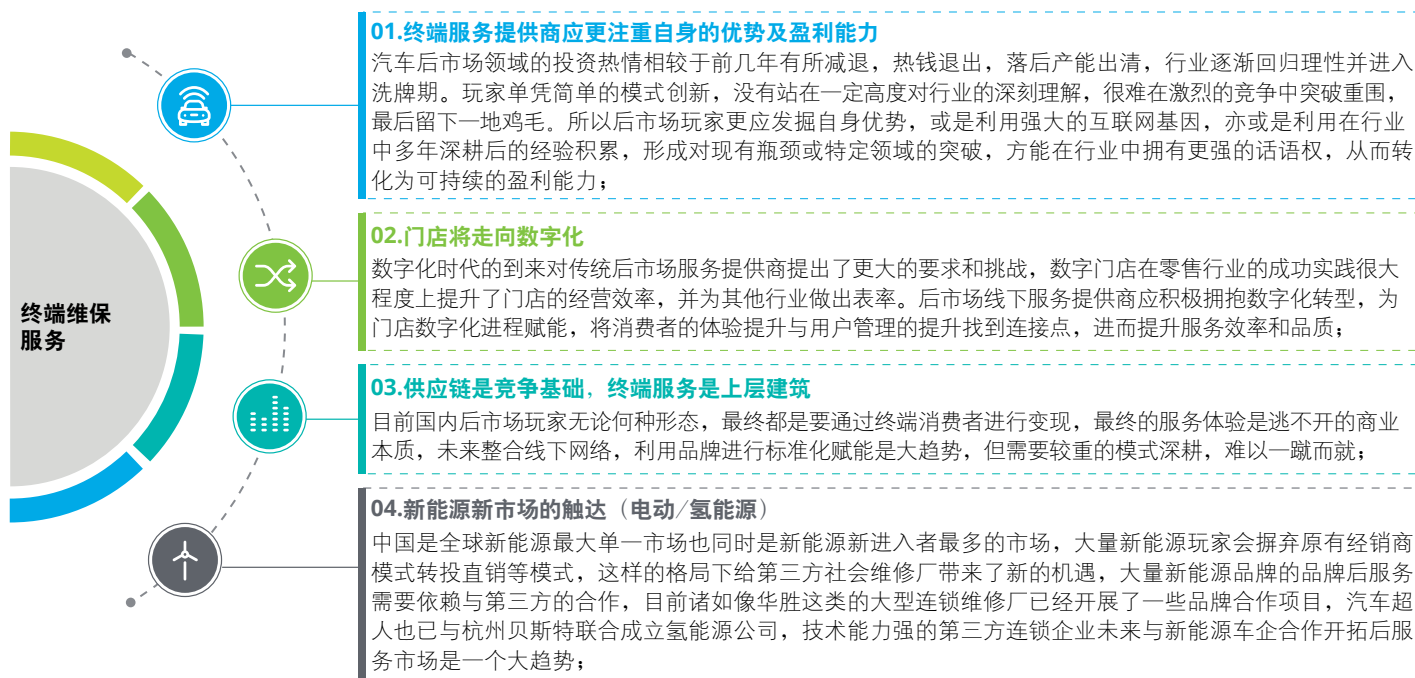 终端维保
服务
01.终端服务提供商应更注重自身的优势及盈利能力
汽车后市场领域的投资热情相较于前几年有所减退，热钱退出，落后产能出清，行业逐渐回归理性并进入
洗牌期。玩家单凭简单的模式创新，没有站在一定高度对行业的深刻理解，很难在激烈的竞争中突破重围，
最后留下一地鸡毛。所以后市场玩家更应发掘自身优势，或是利用强大的互联网基因，亦或是利用在行业
中多年深耕后的经验积累，形成对现有瓶颈或特定领域的突破，方能在行业中拥有更强的话语权，从而转
化为可持续的盈利能力；
02.门店将走向数字化
数字化时代的到来对传统后市场服务提供商提出了更大的要求和挑战，数字门店在零售行业的成功实践很大
程度上提升了门店的经营效率，并为其他行业做出表率。后市场线下服务提供商应积极拥抱数字化转型，为
门店数字化进程赋能，将消费者的体验提升与用户管理的提升找到连接点，进而提升服务效率和品质；
03.供应链是竞争基础，终端服务是上层建筑
目前国内后市场玩家无论何种形态，最终都是要通过终端消费者进行变现，最终的服务体验是逃不开的商业
本质，未来整合线下网络，利用品牌进行标准化赋能是大趋势，但需要较重的模式深耕，难以一蹴而就；
04.新能源新市场的触达（电动/氢能源）
中国是全球新能源最大单一市场也同时是新能源新进入者最多的市场，大量新能源玩家会摒弃原有经销商
模式转投直销等模式，这样的格局下给第三方社会维修厂带来了新的机遇，大量新能源品牌的品牌后服务
需要依赖与第三方的合作，目前诸如像华胜这类的大型连锁维修厂已经开展了一些品牌合作项目，汽车超
人也已与杭州贝斯特联合成立氢能源公司，技术能力强的第三方连锁企业未来与新能源车企合作开拓后服
务市场是一个大趋势；